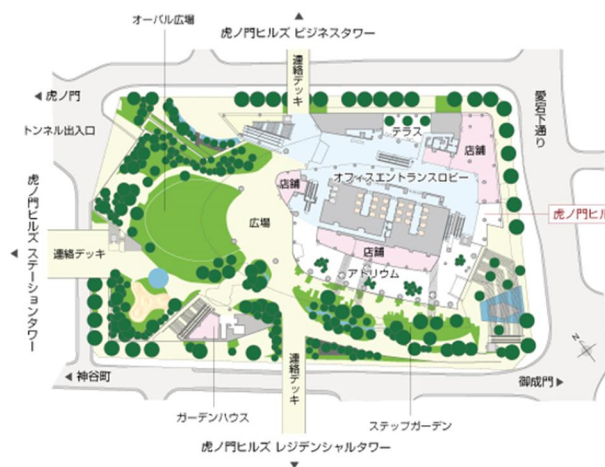 オーバル広場
虎ノ門ヒルズ ビジネスタワー
連絡デッキ
虎ノ門
トンネル出入口
愛宕下通り
テラス
店舗
オフィスエントランスロビー
店舗
広場
虎ノ門ヒル
店舗
連絡デッキ
虎ノ門ヒルズ ステーションタワー
アトリウム
N
神谷町
連絡デッキ
御成門
ガーデンハウス
ステップガーデン
虎ノ門ヒルズ レジデンシャルタワー